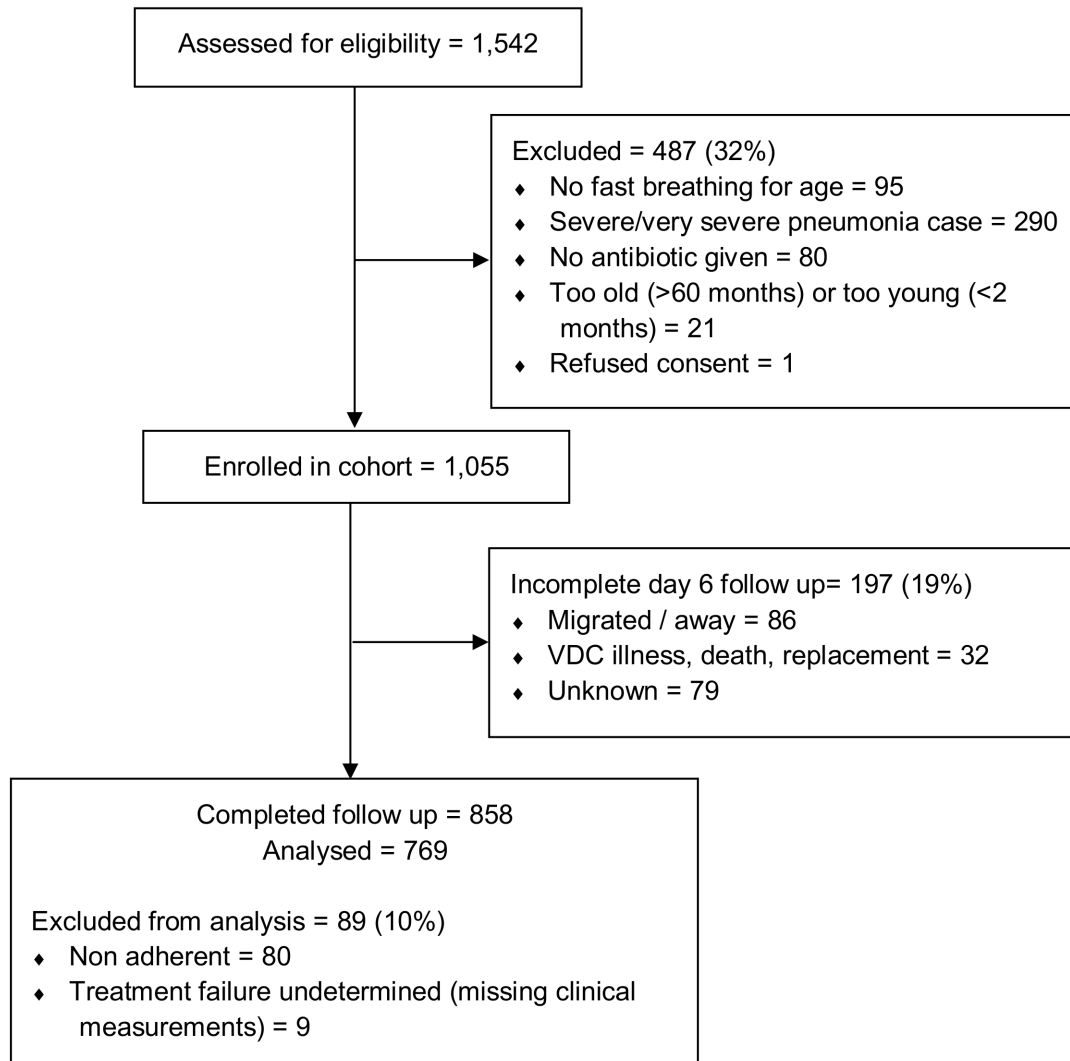 Assessed for eligibility = 1,542
Excluded = 487 (32%)
♦ No fast breathing for age = 95
♦ Severe/very severe pneumonia case = 290
♦ No antibiotic given = 80
♦ Too old (>60 months) or too young (<2
months) = 21
♦ Refused consent = 1
Enrolled in cohort = 1,055
Incomplete day 6 follow up= 197 (19%)
♦ Migrated / away = 86
♦ VDC illness, death, replacement = 32
♦ Unknown = 79
Completed follow up = 858
Analysed = 769
Excluded from analysis = 89 (10%)
♦ Non adherent = 80
♦ Treatment failure undetermined (missing clinical
measurements) = 9